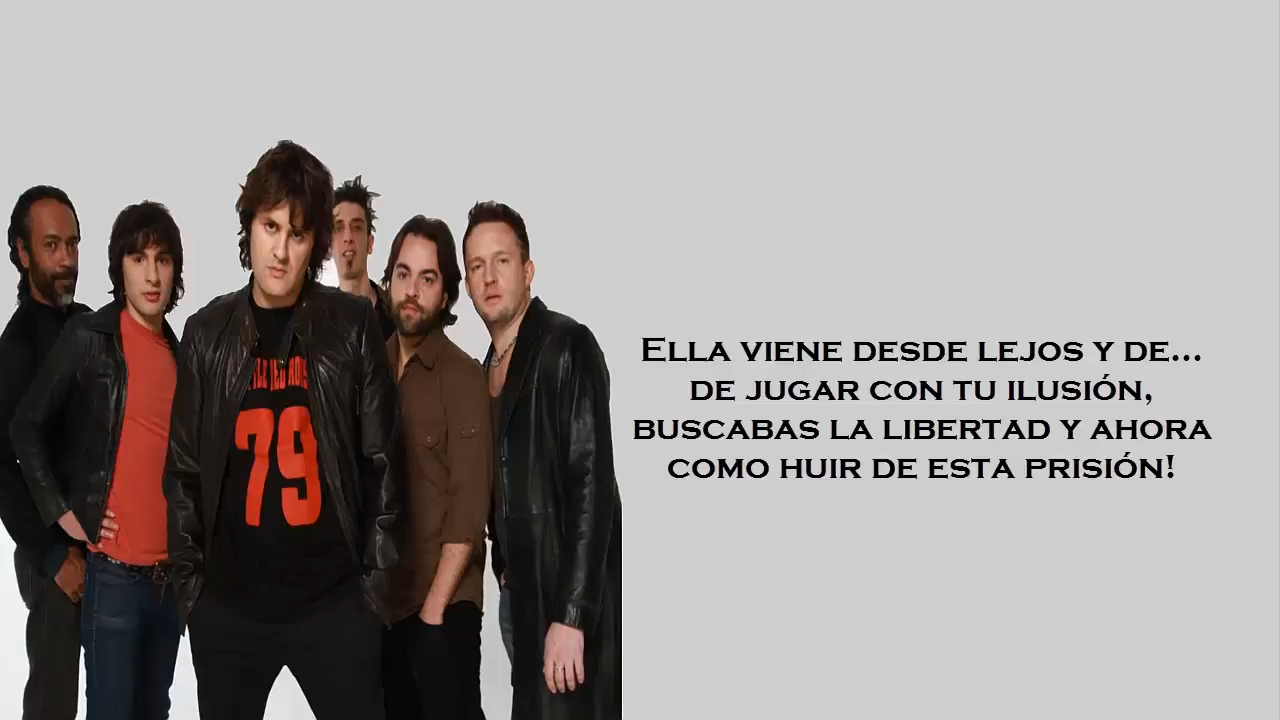 Ella viene desde lejos y de...
de jugar con tu ilusión,
buscabas la libertad y ahora
como huir de esta prisión!
79